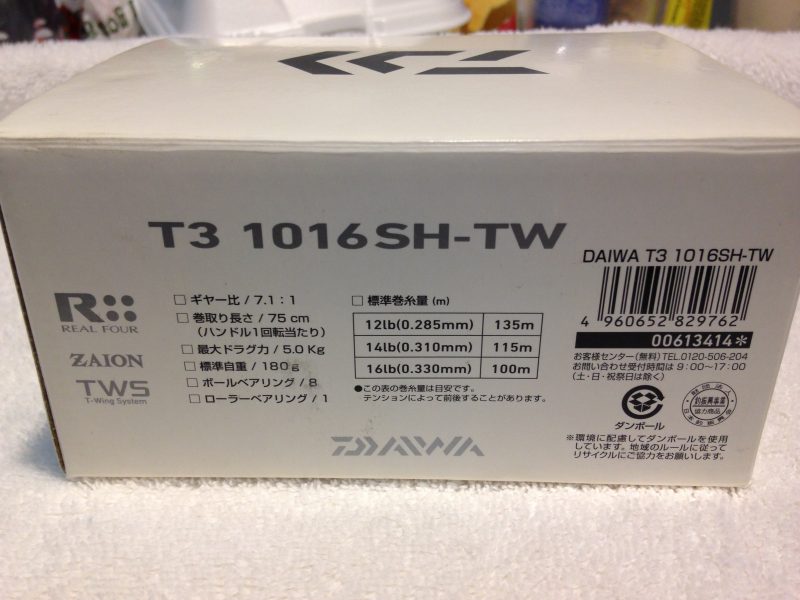 T3 1016SH-TW
R
REAL FOUR
ZAION
TWS
T-Wing System
□ ギヤー比 / 7.1 : 1
□ 巻取り長さ / 75 cm
(ハンドル1回転当たり)
□ 最大ドラグ力 / 5.0 Kg
□ 標準自重 / 180 g
□ ボールベアリング / 8
□ ローラーベアリング / 1
□ 標準巻糸量 (m)
12lb(0.285mm) 135m
14lb(0.310mm) 115m
16lb(0.330mm) 100m
●この表の巻糸量は目安です。
テンションによって前後することがあります。
DAIWA
DAIWA T3 1016SH-TW
4 960652 829762
00613414*
お客様センター(無料)TEL.0120-506-204
お問い合わせ受付時間は 9:00〜17:00
(土・日・祝祭日は除く)
ダンボール
協力商品
※環境に配慮してダンボールを使用
しています。地域のルールに従って
リサイクルにご協力をお願いします。